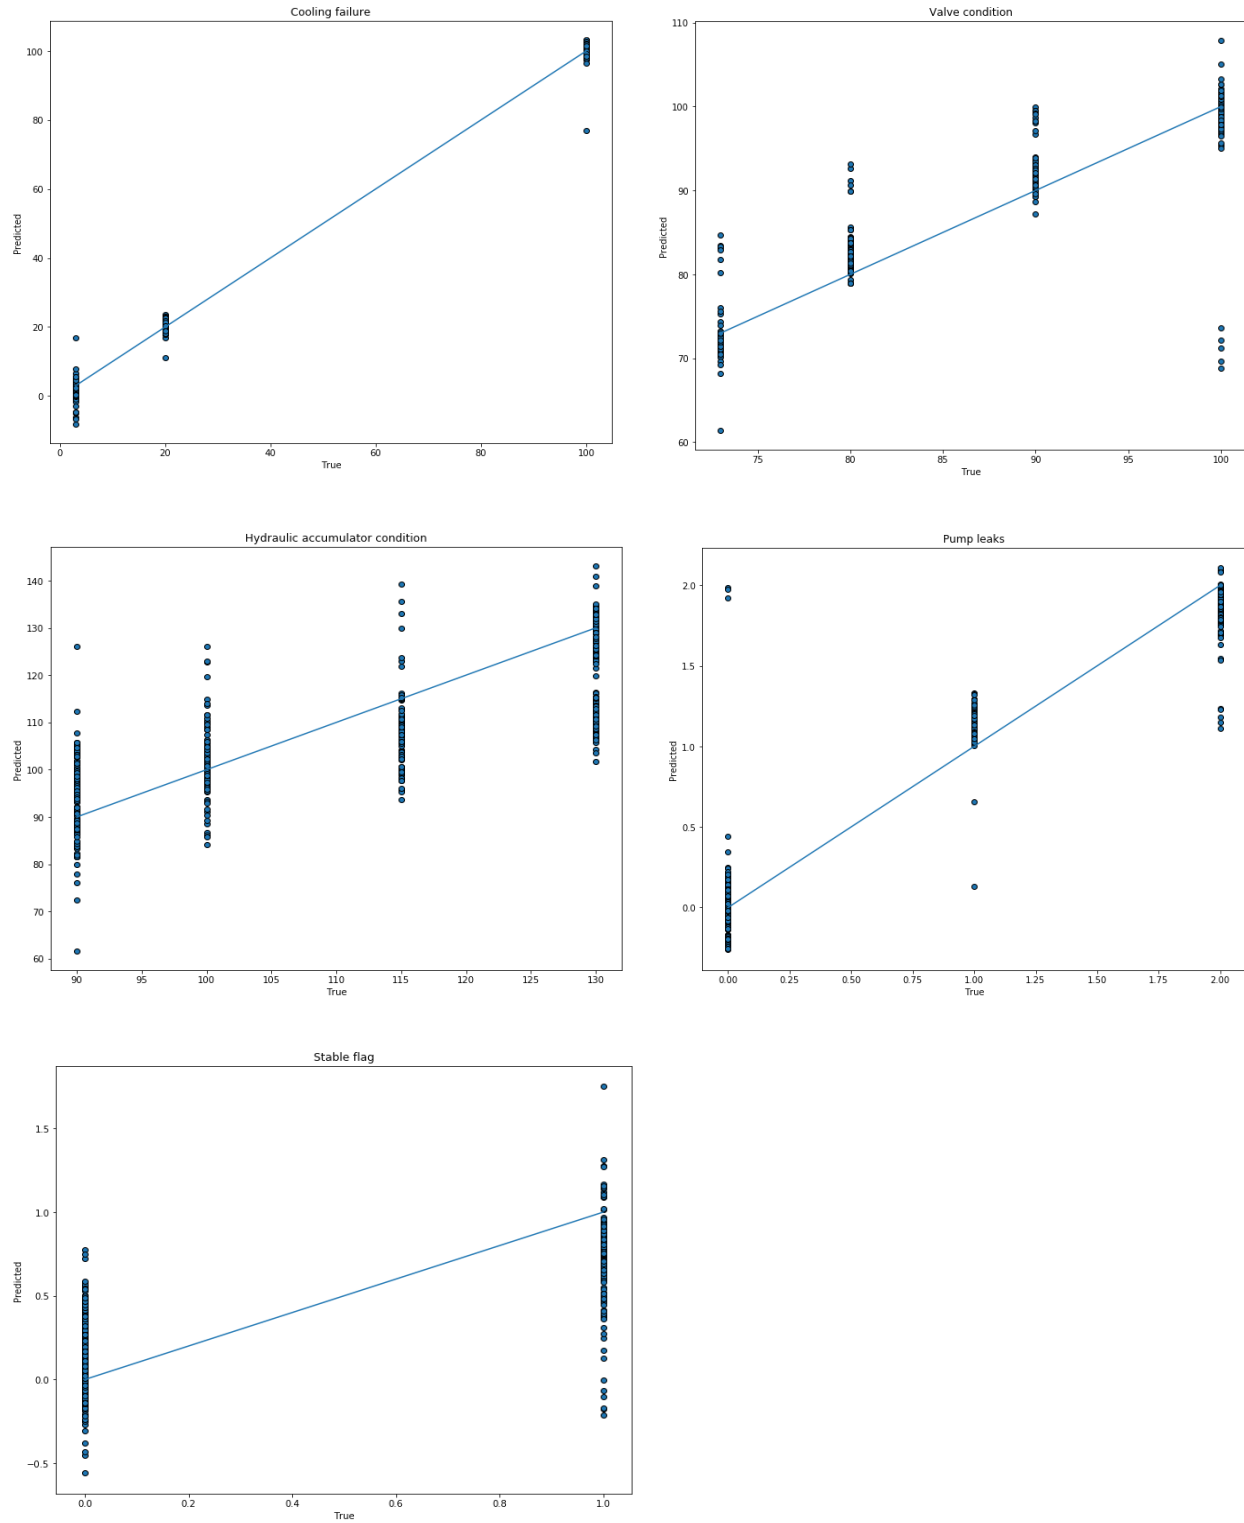 Cooling failure
100
80
60
40
20
0
Predicted
0 20 40 60 80 100
True
Valve condition
110
100
90
80
70
60
Predicted
75 80 85 90 95 100
True
Hydraulic accumulator condition
140
130
120
110
100
90
80
70
60
Predicted
90 95 100 105 110 115 120 125 130
True
Pump leaks
2.0
1.5
1.0
0.5
0.0
Predicted
0.00 0.25 0.50 0.75 1.00 1.25 1.50 1.75 2.00
True
Stable flag
1.5
1.0
0.5
0.0
−0.5
Predicted
0.0 0.2 0.4 0.6 0.8 1.0
True